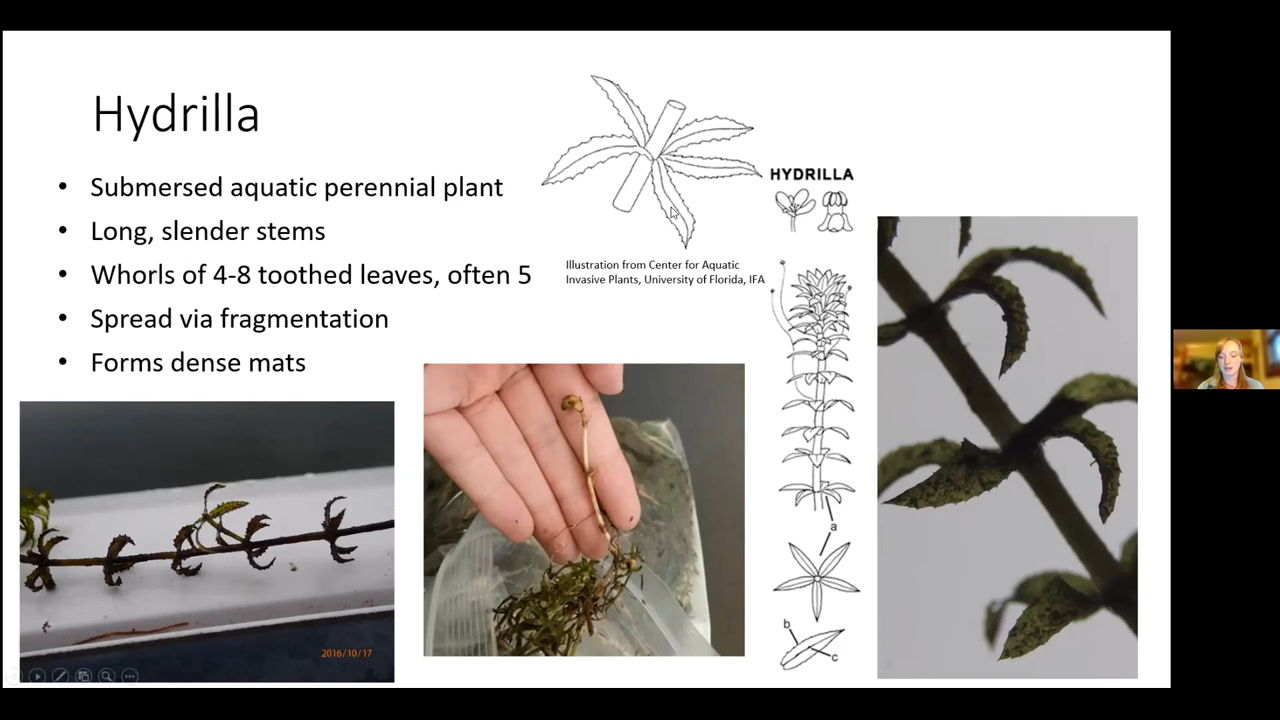 Hydrilla
• Submersed aquatic perennial plant
• Long, slender stems
• Whorls of 4-8 toothed leaves, often 5
• Spread via fragmentation
• Forms dense mats
Illustration from Center for Aquatic
Invasive Plants, University of Florida, IFA
HYDRILLA
a
b
c
2016/10/17